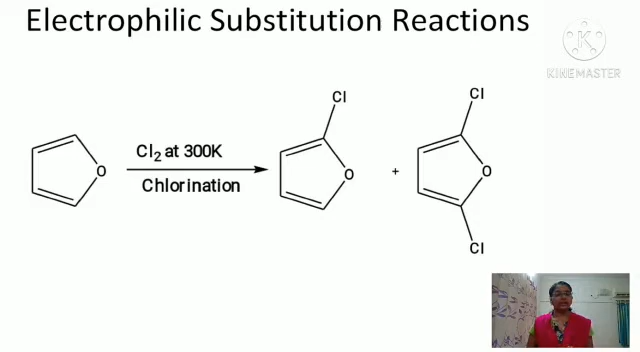 Electrophilic Substitution Reactions
K
KINEMASTER
Cl
Cl
Cl₂ at 300K
O
O
+
O
Chlorination
Cl